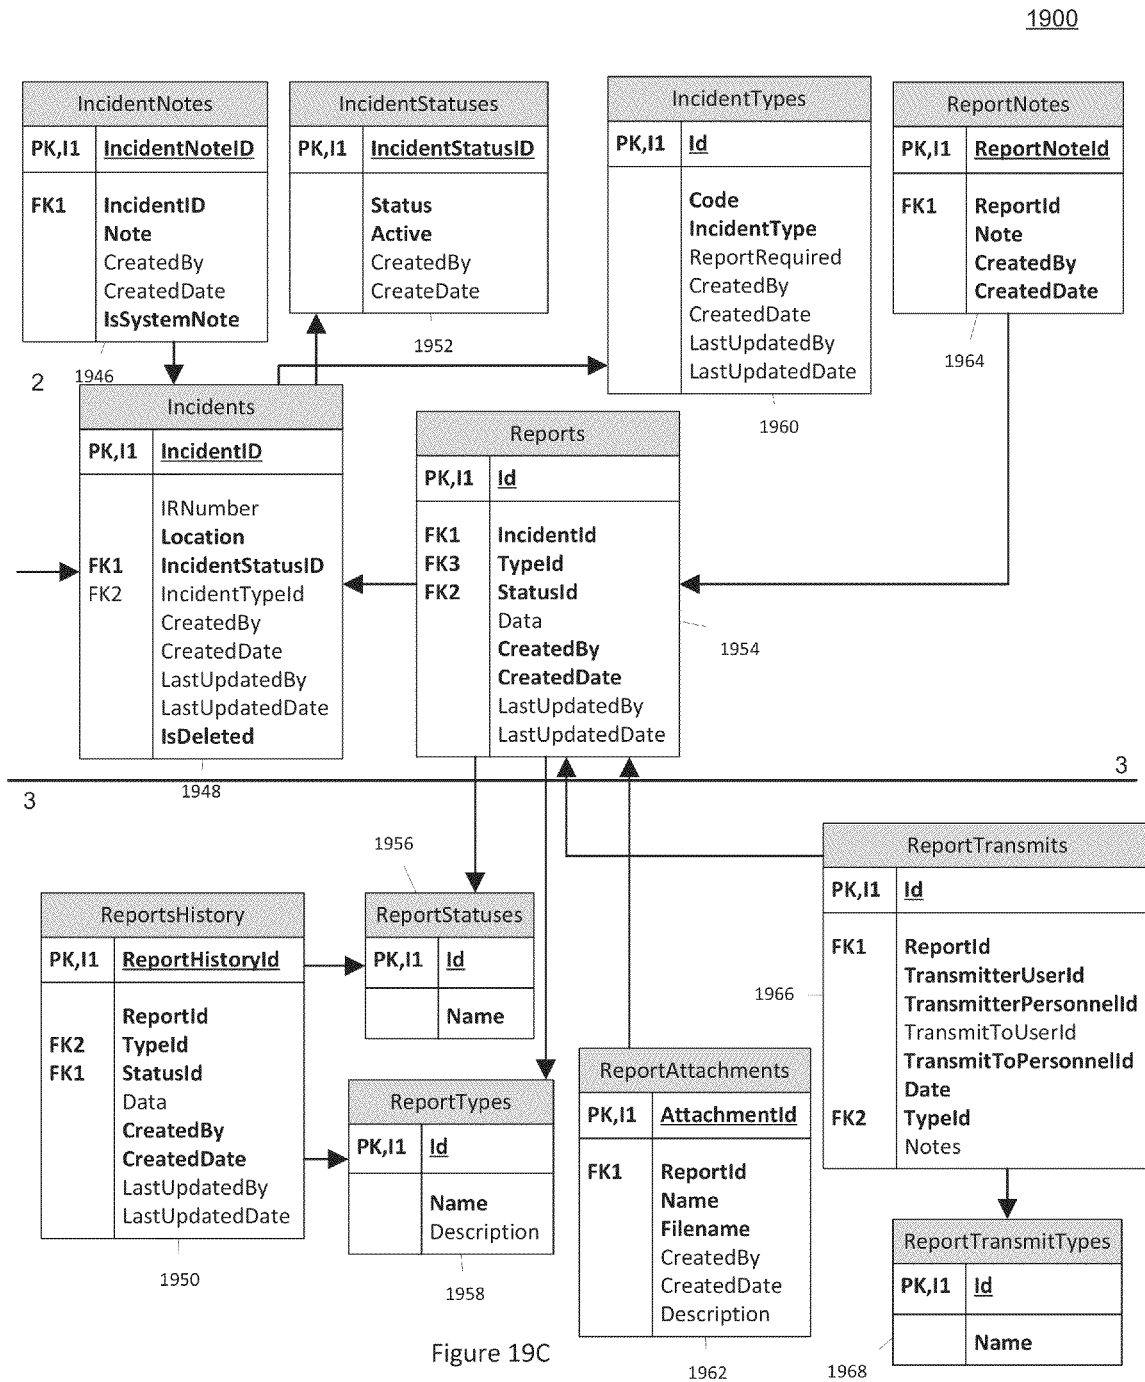 1900
IncidentNotes
PK,I1 IncidentNoteID
FK1 IncidentID
Note
CreatedBy
CreatedDate
IsSystemNote
1946
IncidentStatuses
PK,I1 IncidentStatusID
Status
Active
CreatedBy
CreateDate
1952
IncidentTypes
PK,I1 Id
Code
IncidentType
ReportRequired
CreatedBy
CreatedDate
LastUpdatedBy
LastUpdatedDate
1960
ReportNotes
PK,I1 ReportNoteId
FK1 ReportId
Note
CreatedBy
CreatedDate
1964
2
Incidents
PK,I1 IncidentID
IRNumber
Location
FK1 IncidentStatusID
FK2 IncidentTypeId
CreatedBy
CreatedDate
LastUpdatedBy
LastUpdatedDate
IsDeleted
1948
Reports
PK,I1 Id
FK1 IncidentId
FK3 TypeId
FK2 StatusId
Data
CreatedBy
CreatedDate
LastUpdatedBy
LastUpdatedDate
1954
3
3
ReportsHistory
PK,I1 ReportHistoryId
ReportId
FK2 TypeId
FK1 StatusId
Data
CreatedBy
CreatedDate
LastUpdatedBy
LastUpdatedDate
1950
1956
ReportStatuses
PK,I1 Id
Name
ReportTypes
PK,I1 Id
Name
Description
1958
ReportAttachments
PK,I1 AttachmentId
FK1 ReportId
Name
Filename
CreatedBy
CreatedDate
Description
1962
ReportTransmits
PK,I1 Id
FK1 ReportId
TransmitterUserId
TransmitterPersonnelId
TransmitToUserId
TransmitToPersonnelId
Date
FK2 TypeId
Notes
1966
ReportTransmitTypes
PK,I1 Id
Name
1968
Figure 19C